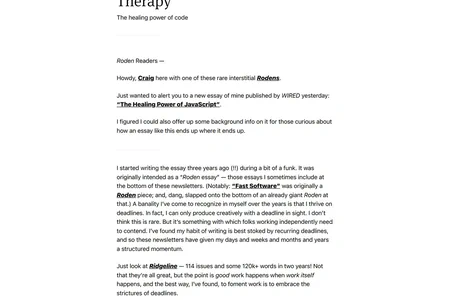 Therapy
The healing power of code
Roden Readers —
Howdy, Craig here with one of these rare interstitial Rodens.
Just wanted to alert you to a new essay of mine published by WIRED yesterday:
“The Healing Power of JavaScript”.
I figured I could also offer up some background info on it for those curious about
how an essay like this ends up where it ends up.
I started writing the essay three years ago (!!) during a bit of a funk. It was
originally intended as a “Roden essay” — those essays I sometimes include at
the bottom of these newsletters. (Notably: “Fast Software” was originally a
Roden piece; and, dang, slapped onto the bottom of an already giant Roden at
that.) A banality I’ve come to recognize in myself over the years is that I thrive on
deadlines. In fact, I can only produce creatively with a deadline in sight. I don’t
think this is rare. But it’s something with which folks working independently need
to contend. I’ve found my habit of writing is best stoked by recurring deadlines,
and so these newsletters have given my days and weeks and months and years
a structured momentum.
Just look at Ridgeline — 114 issues and some 120k+ words in two years! Not
that they’re all great, but the point is good work happens when work itself
happens, and the best way, I’ve found, to foment work is to embrace the
strictures of deadlines.